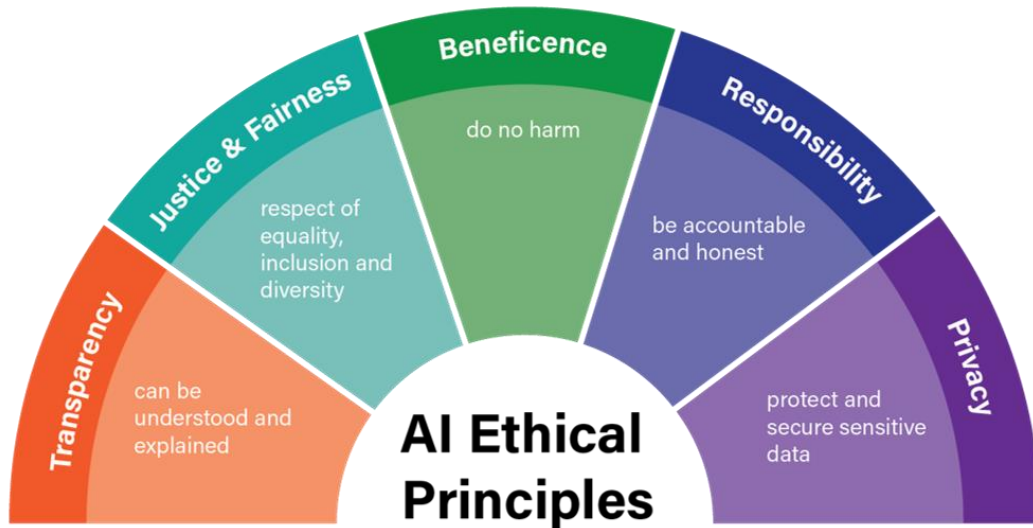 Transparency
can be
understood and
explained
Justice & Fairness
respect of
equality,
inclusion and
diversity
Beneficence
do no harm
Responsibility
be accountable
and honest
Privacy
protect and
secure sensitive
data
AI Ethical
Principles